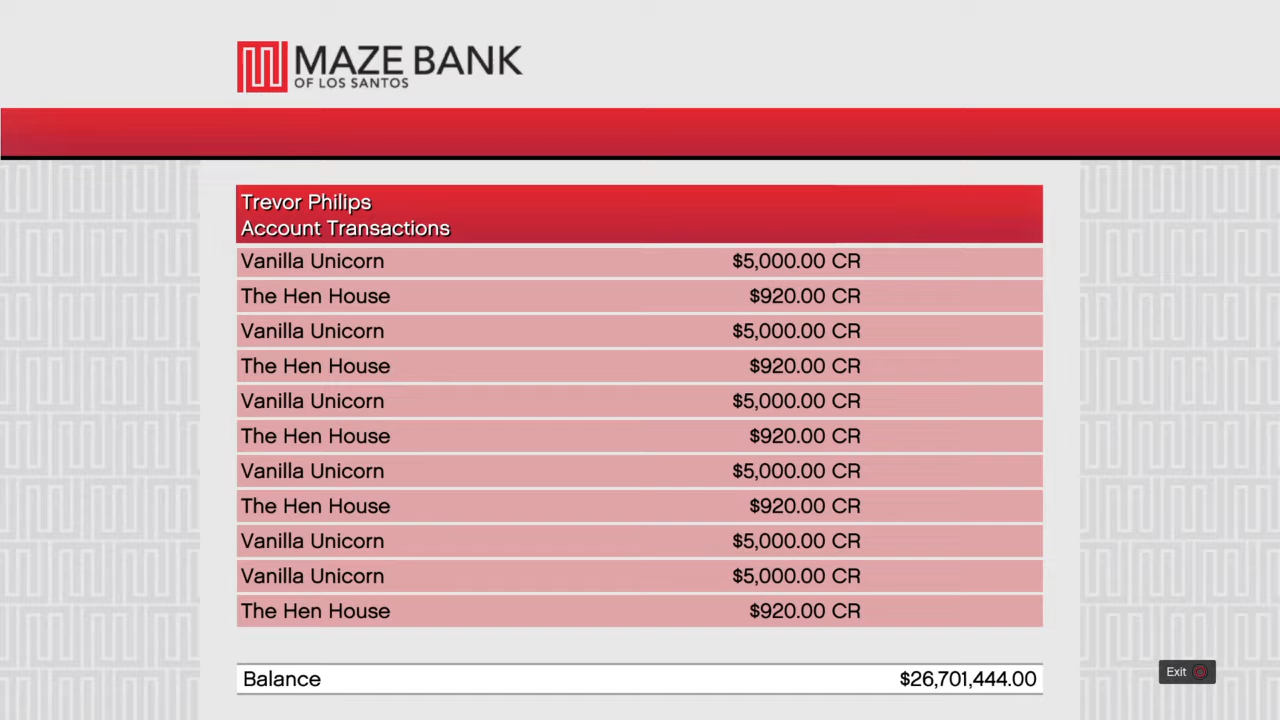 MAZE BANK
OF LOS SANTOS
Trevor Philips
Account Transactions
Vanilla Unicorn $5,000.00 CR
The Hen House $920.00 CR
Vanilla Unicorn $5,000.00 CR
The Hen House $920.00 CR
Vanilla Unicorn $5,000.00 CR
The Hen House $920.00 CR
Vanilla Unicorn $5,000.00 CR
The Hen House $920.00 CR
Vanilla Unicorn $5,000.00 CR
Vanilla Unicorn $5,000.00 CR
The Hen House $920.00 CR
Balance $26,701,444.00
Exit